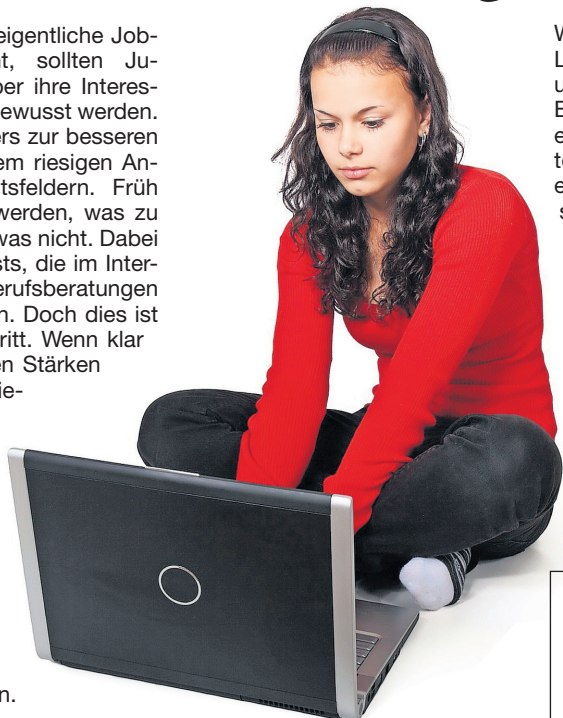 eigentliche Job-
t, sollten Ju-
ber ihre Interes-
ewusst werden.
ers zur besseren
em riesigen An-
tsfeldern. Früh
werden, was zu
was nicht. Dabei
sts, die im Inter-
erufsberatungen
n. Doch dies ist
ritt. Wenn klar
en Stärken
ie-
n.
W
L
u
E
e
te
e
s